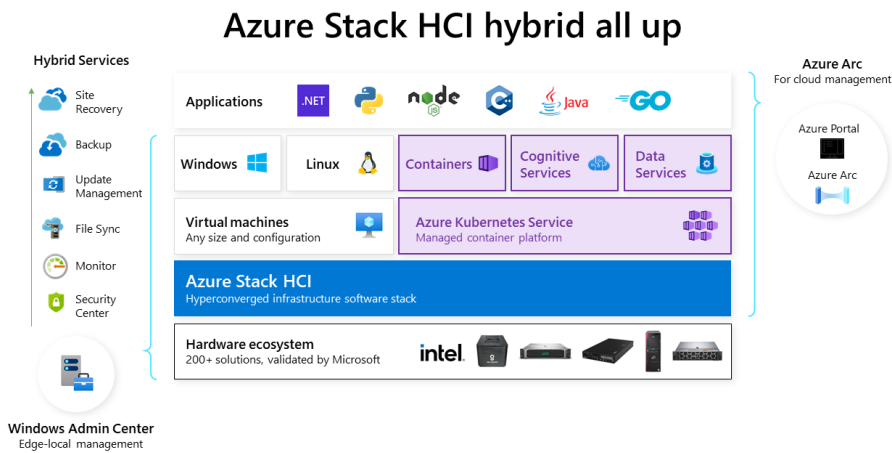 Azure Stack HCI hybrid all up
Hybrid Services
Site
Recovery
Backup
Update
Management
File Sync
Monitor
Security
Center
Windows Admin Center
Edge-local management
Applications
.NET
node
JS
C++
Java
GO
Windows
Linux
Containers
Cognitive
Services
Data
Services
Virtual machines
Any size and configuration
Azure Kubernetes Service
Managed container platform
Azure Stack HCI
Hyperconverged infrastructure software stack
Hardware ecosystem
200+ solutions, validated by Microsoft
intel.
Azure Arc
For cloud management
Azure Portal
Azure Arc